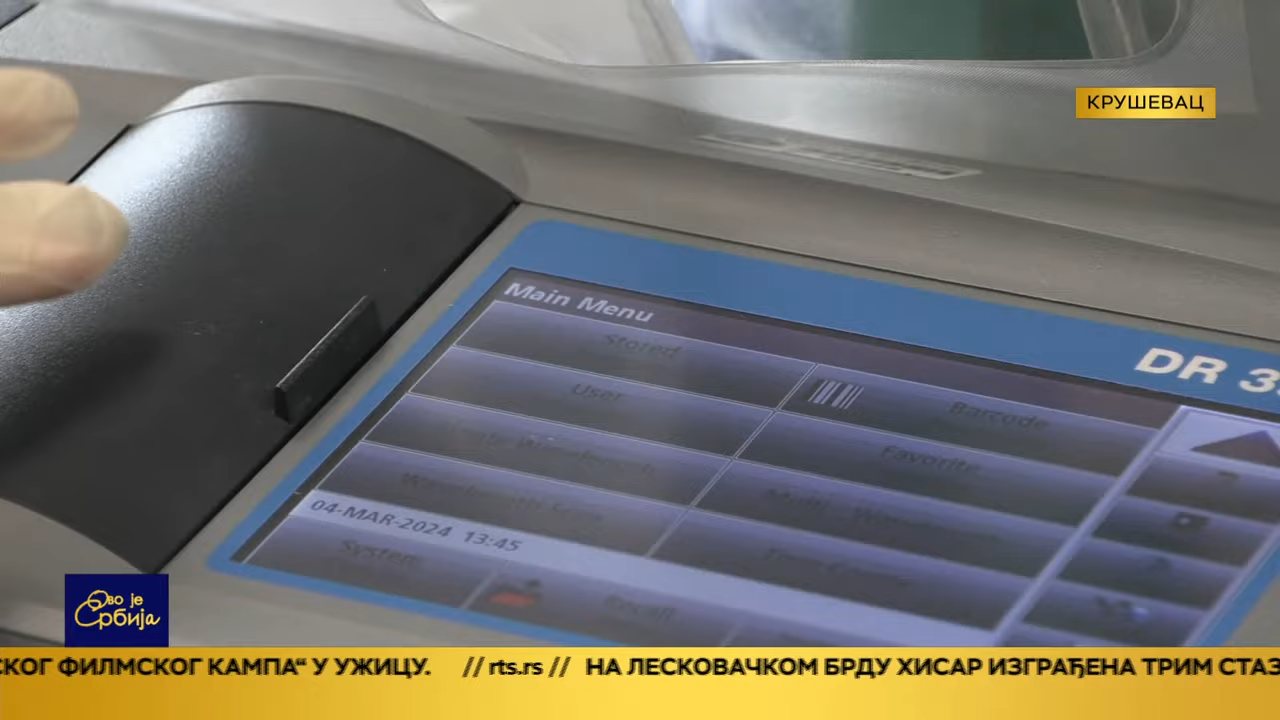 КРУШЕВАЦ
Main Menu
Stored
User
Barcode
Favorite
DR 3
04-MAR-2024 13:45
System
Recall
Ово је
Србија
СКОГ ФИЛМСКОГ КАМПА“ У УЖИЦУ. // rts.rs // НА ЛЕСКОВАЧКОМ БРДУ ХИСАР ИЗГРАЂЕНА ТРИМ СТАЗ